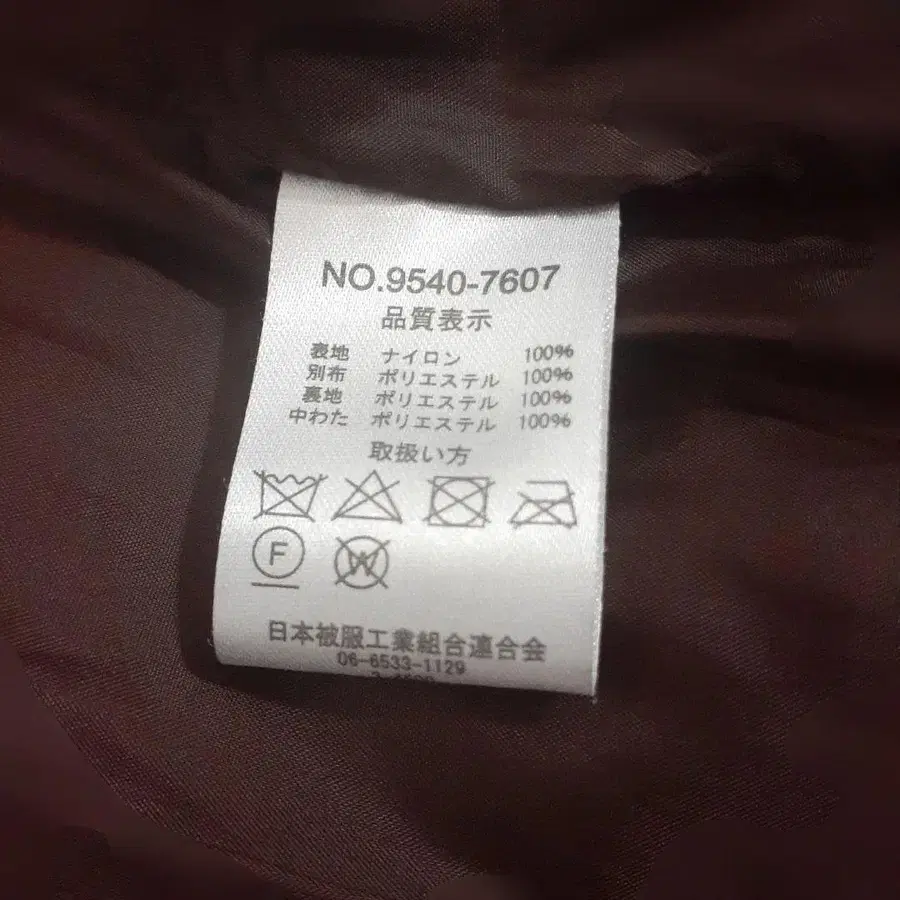 NO.9540-7607
品質表示
表地 ナイロン 100%
別布 ポリエステル 100%
裏地 ポリエステル 100%
中わた ポリエステル 100%
取扱い方
F W
日本被服工業組合連合会
06-6533-1129